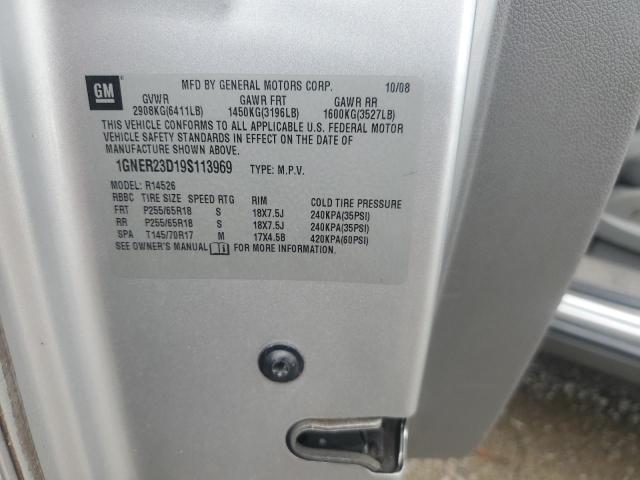 GM
MFD BY GENERAL MOTORS CORP. 10/08
GVWR GAWR FRT GAWR RR
2908KG(6411LB) 1450KG(3196LB) 1600KG(3527LB)
THIS VEHICLE CONFORMS TO ALL APPLICABLE U.S. FEDERAL MOTOR
VEHICLE SAFETY STANDARDS IN EFFECT ON THE DATE OF
MANUFACTURE SHOWN ABOVE.
1GNER23D19S113969 TYPE: M.P.V.
MODEL: R14526
RBBC TIRE SIZE SPEED RTG RIM COLD TIRE PRESSURE
FRT P255/65R18 S 18X7.5J 240KPA(35PSI)
RR P255/65R18 S 18X7.5J 240KPA(35PSI)
SPA T145/70R17 M 17X4.5B 420KPA(60PSI)
SEE OWNER'S MANUAL FOR MORE INFORMATION.